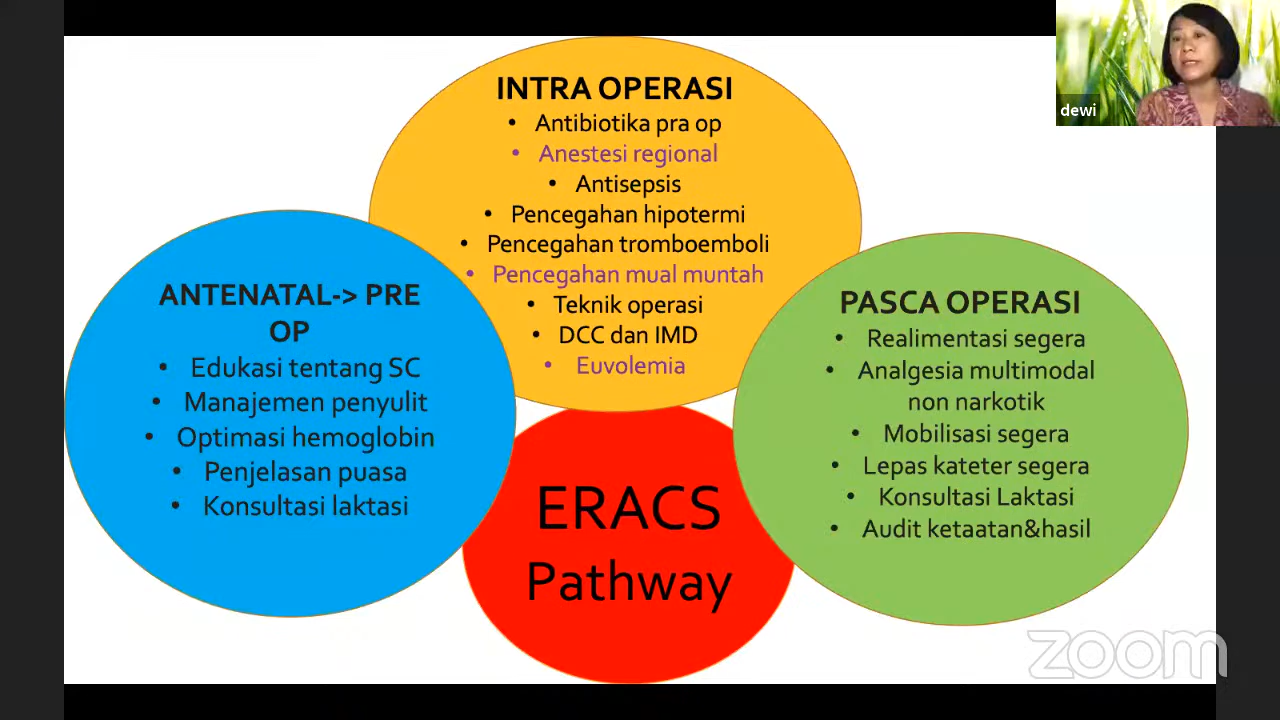 INTRA OPERASI
• Antibiotika pra op
• Anestesi regional
• Antisepsis
• Pencegahan hipotermi
• Pencegahan tromboemboli
• Pencegahan mual muntah
• Teknik operasi
• DCC dan IMD
• Euvolemia
ANTENATAL-> PRE
OP
• Edukasi tentang SC
• Manajemen penyulit
• Optimasi hemoglobin
• Penjelasan puasa
• Konsultasi laktasi
PASCA OPERASI
• Realimentasi segera
• Analgesia multimodal
non narkotik
• Mobilisasi segera
• Lepas kateter segera
• Konsultasi Laktasi
• Audit ketaatan&hasil
ERACS
Pathway
dewi
zoom